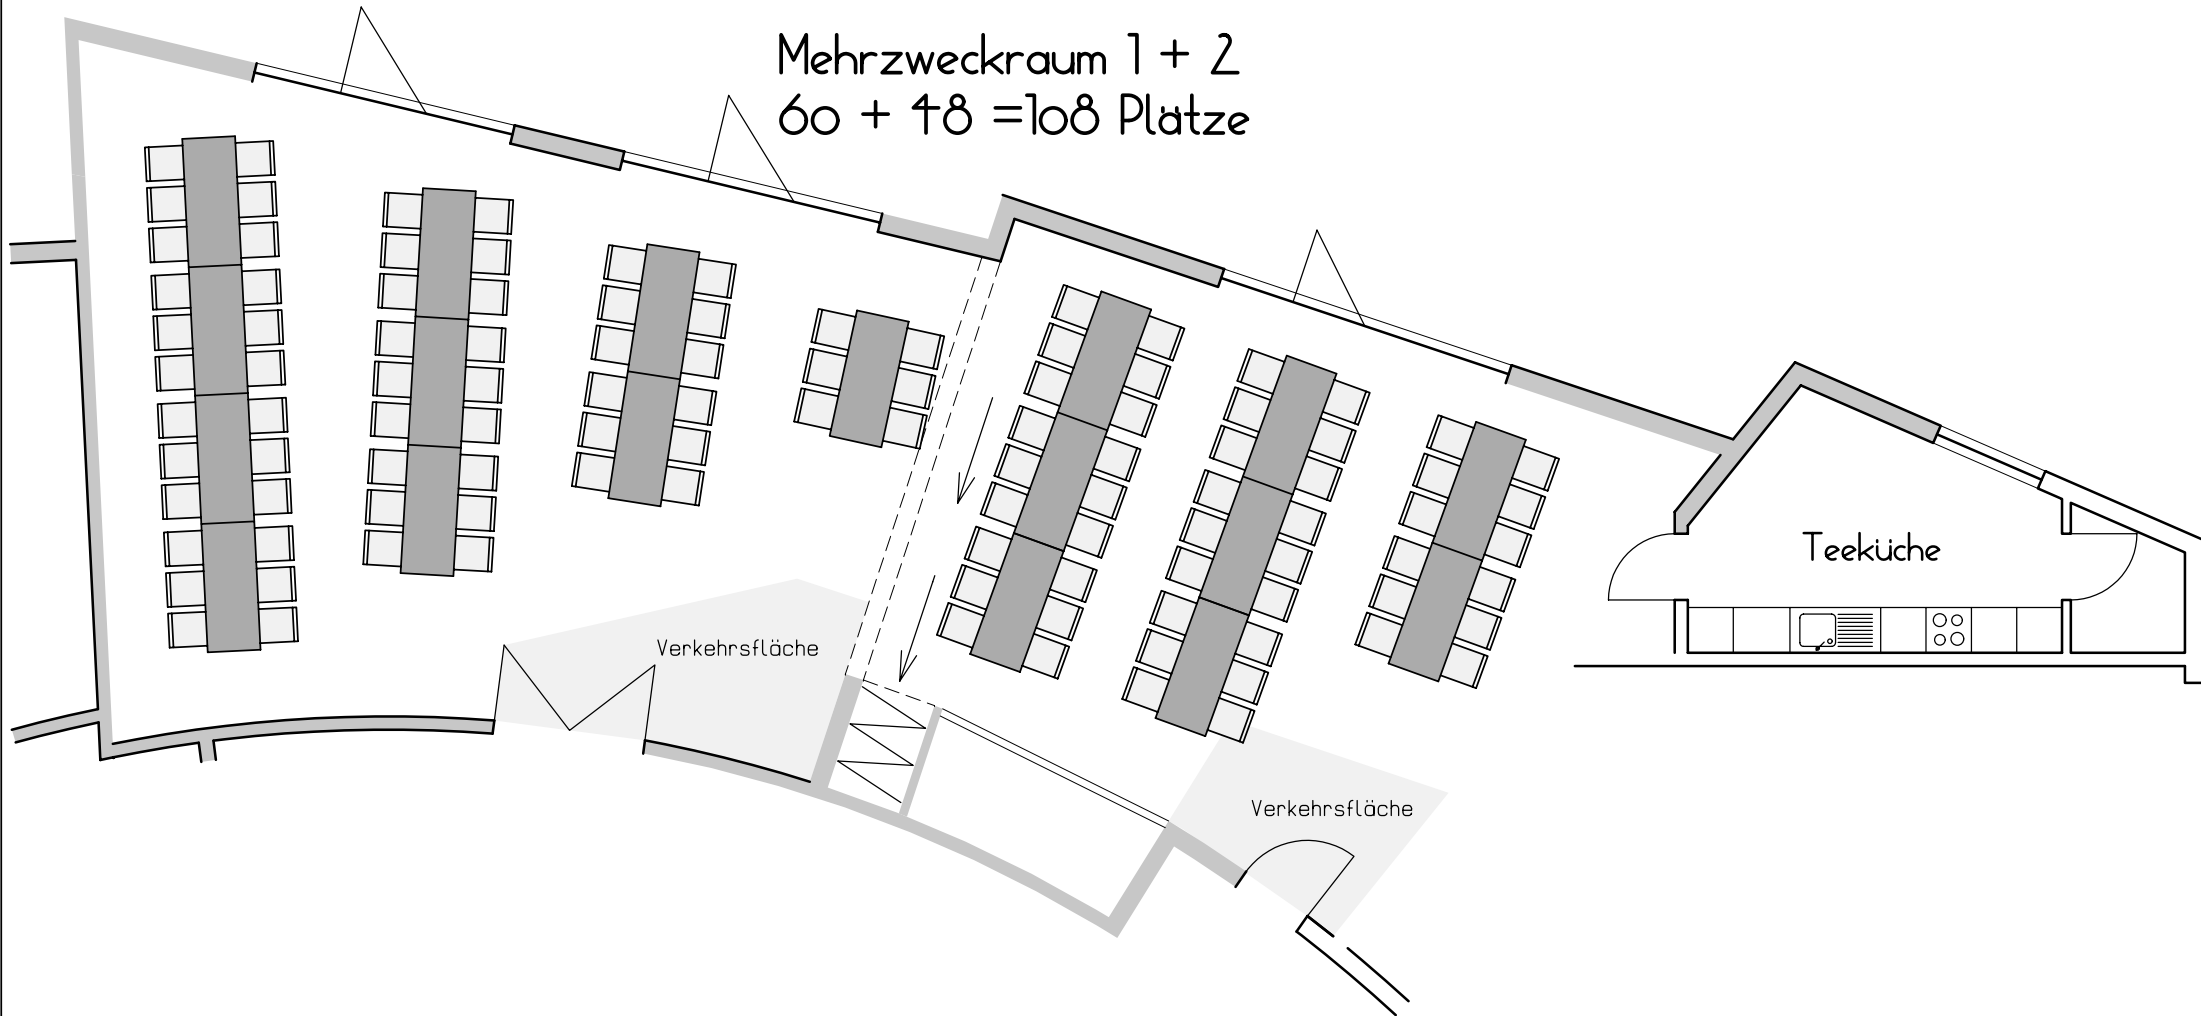 Mehrzweckraum 1 + 2
60 + 48 =108 Plätze
Teeküche
Verkehrsfläche
Verkehrsfläche